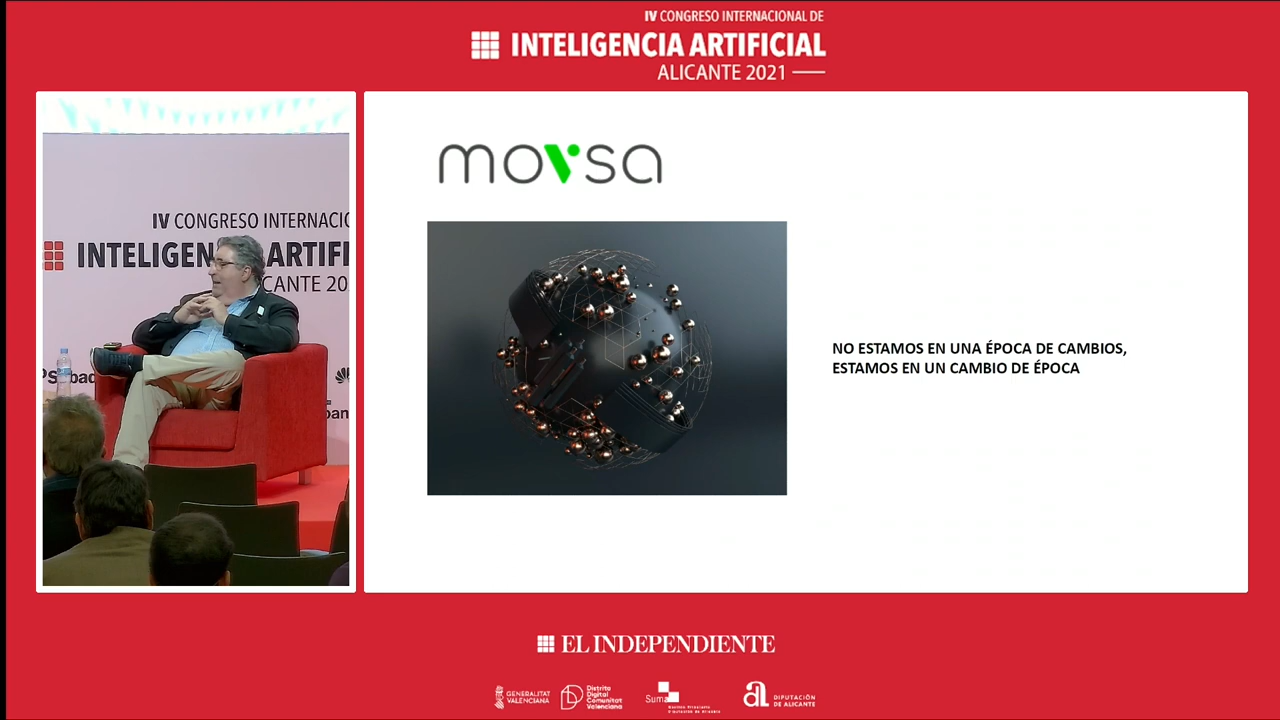 IV CONGRESO INTERNACIONAL DE
INTELIGENCIA ARTIFICIAL
ALICANTE 2021
IV CONGRESO INTERNACIO
INTELIGEN ARTIFI
CANTE 20
Sabad
movsa
NO ESTAMOS EN UNA ÉPOCA DE CAMBIOS,
ESTAMOS EN UN CAMBIO DE ÉPOCA
EL INDEPENDIENTE
GENERALITAT
VALENCIANA
Distrito
Digital
Comunitat
Valenciana
Suma
DIPUTACIÓN
DE ALICANTE